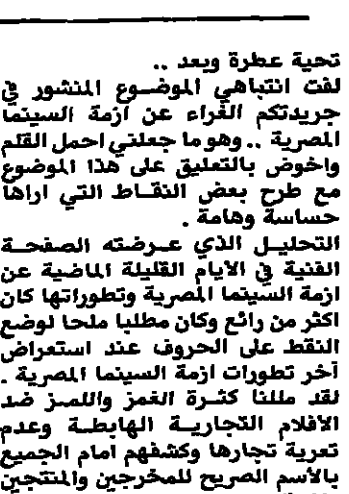 تحية عطرة وبعد ..
لفت انتباهي الموضوع المنشور في
جريدتكم الغراء عن ازمة السينما
المصرية .. وهو ما جعلني احمل القلم
واخوض بالتعليق على هذا الموضوع
مع طرح بعض النقاط التي اراها
حساسة وهامة .
التحليل الذي عرضته الصفحة
الفنية في الايام القليلة الماضية عن
ازمة السينما المصرية وتطوراتها كان
اكثر من رائع وكان مطلبا ملحا لوضع
النقط على الحروف عند استعراض
آخر تطورات ازمة السينما المصرية .
لقد مللنا كثرة الغمز واللمز ضد
الأفلام التجارية الهابطة وعدم
تعرية تجارها وكشفهم امام الجميع
بالأسم الصريح للمخرجين والمنتجين